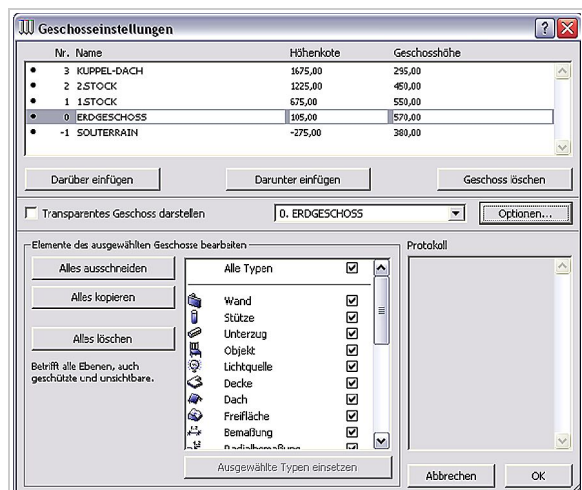 Geschosseinstellungen
Nr. Name Höhenkote Geschosshöhe
3 KUPPEL-DACH 1675,00 295,00
2 2.STOCK 1225,00 450,00
1 1.STOCK 675,00 550,00
0 ERDGESCHOSS 105,00 570,00
-1 SOUTERRAIN -275,00 380,00
Darüber einfügen Darunter einfügen Geschoss löschen
Transparentes Geschoss darstellen 0. ERDGESCHOSS Optionen...
Elemente des ausgewählten Geschosse bearbeiten Protokoll
Alles ausschneiden
Alles kopieren
Alles löschen
Betrifft alle Ebenen, auch
geschützte und unsichtbare.
Alle Typen
Wand
Stütze
Unterzug
Objekt
Lichtquelle
Decke
Dach
Freifläche
Bemaßung
Radialbemaßung
Ausgewählte Typen einsetzen
Abbrechen OK